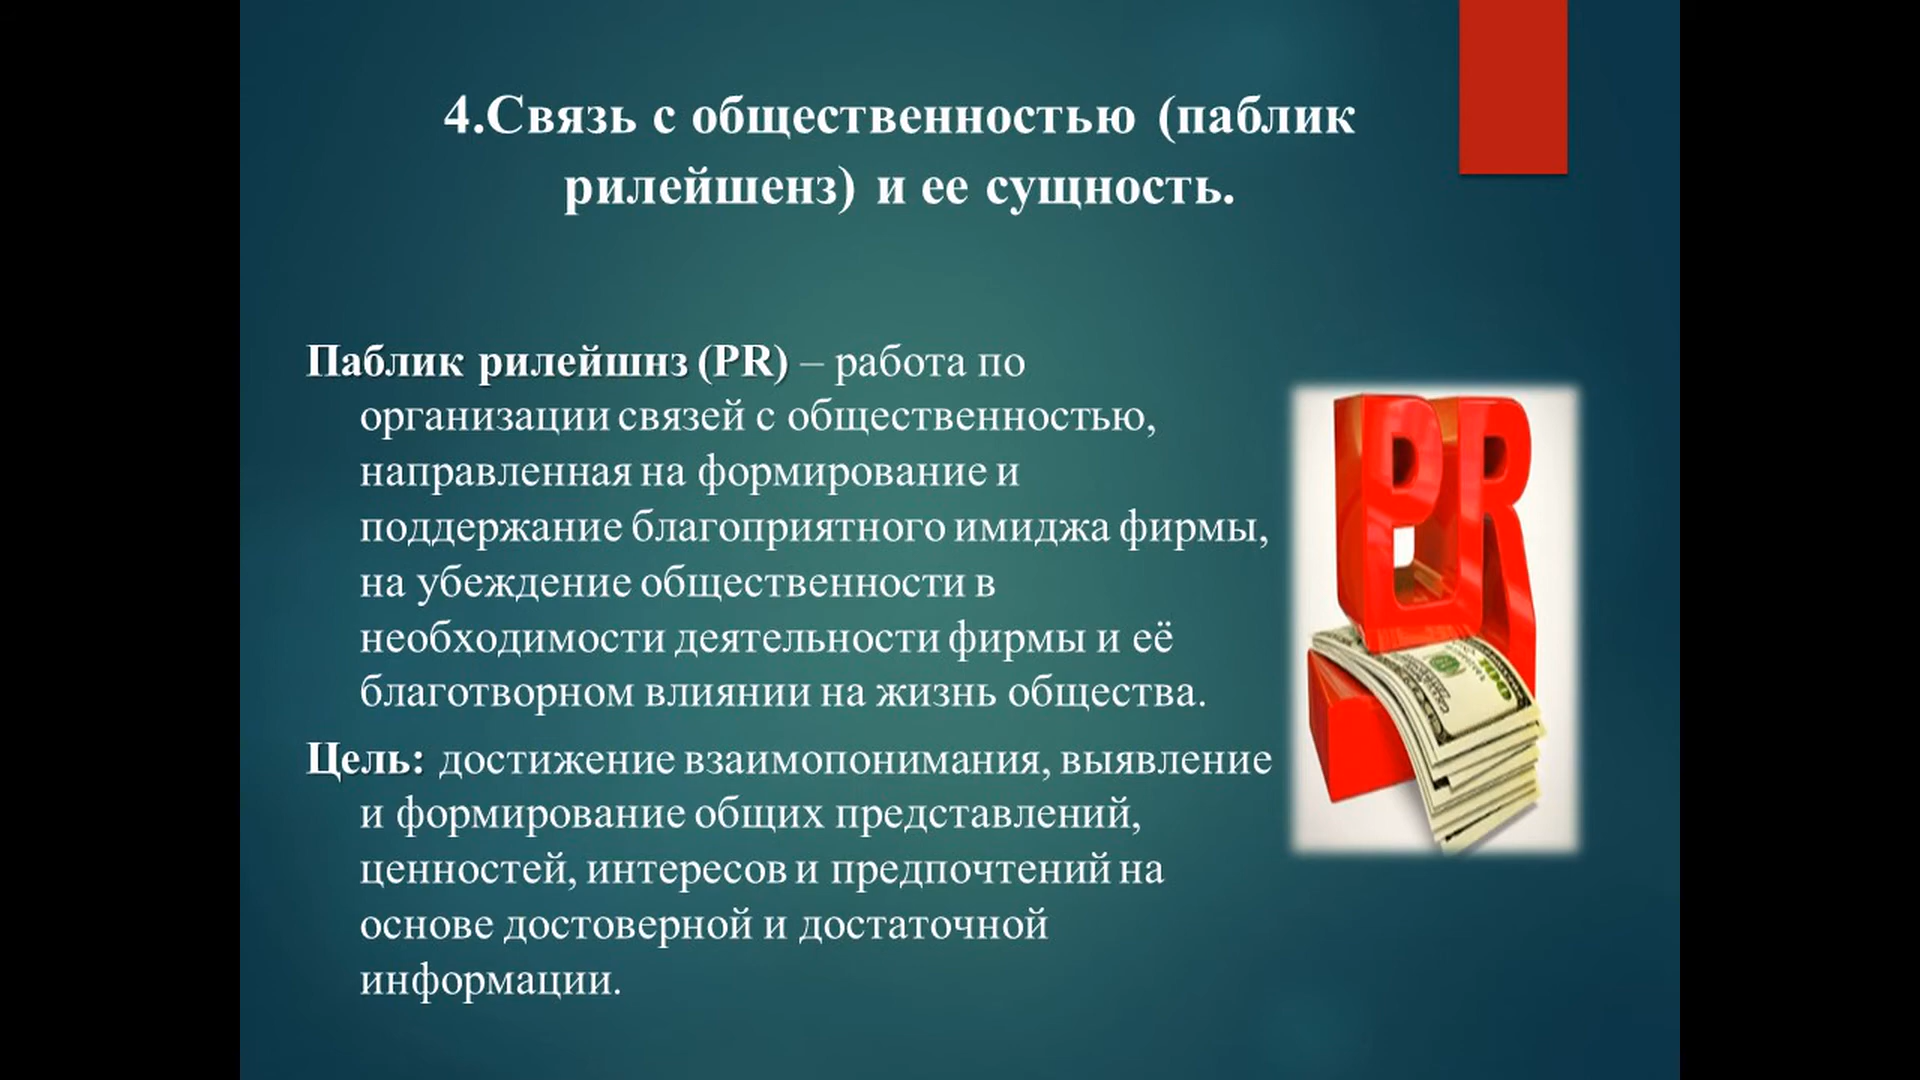 4.Связь с общественностью (паблик
рилейшенз) и ее сущность.
Паблик рилейшнз (PR) – работа по
организации связей с общественностью,
направленная на формирование и
поддержание благоприятного имиджа фирмы,
на убеждение общественности в
необходимости деятельности фирмы и её
благотворном влиянии на жизнь общества.
Цель: достижение взаимопонимания, выявление
и формирование общих представлений,
ценностей, интересов и предпочтений на
основе достоверной и достаточной
информации.
PR
100